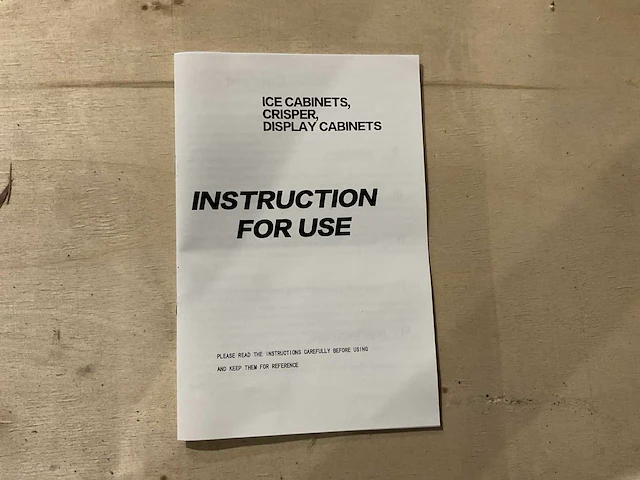 ICE CABINETS,
CRISPER,
DISPLAY CABINETS
INSTRUCTION
FOR USE
PLEASE READ THE INSTRUCTIONS CAREFULLY BEFORE USING
AND KEEP THEM FOR REFERENCE